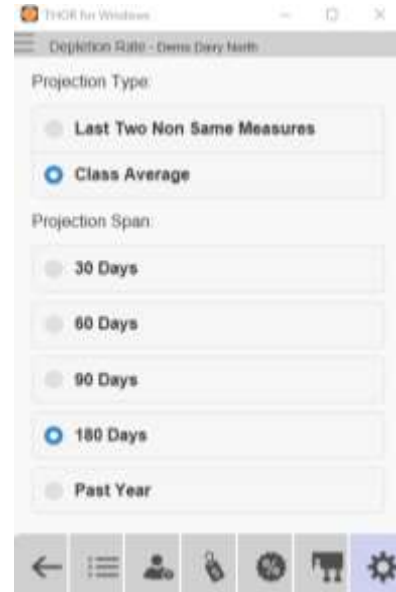 THOR for Windows
Depletion Rate - Demo Dairy North
Projection Type:
Last Two Non Same Measures
Class Average
Projection Span:
30 Days
60 Days
90 Days
180 Days
Past Year